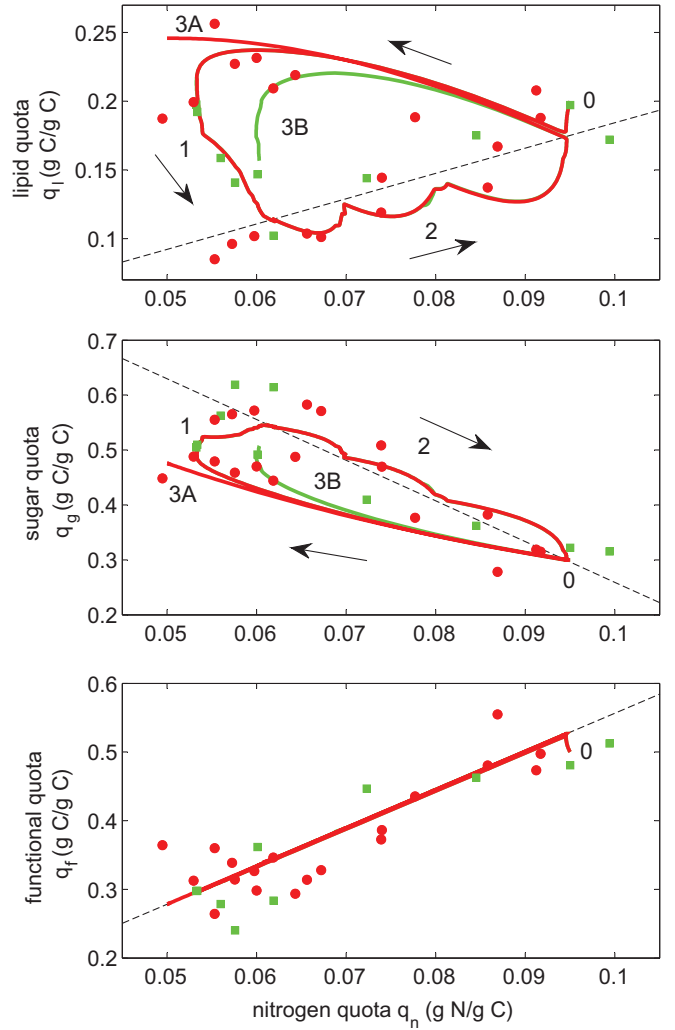 3A
0.25
0.2
0.15
0.1
lipid quota
q_l (g C/g C)
0
3B
1
2
0.05 0.06 0.07 0.08 0.09 0.1
0.7
0.6
0.5
0.4
0.3
0.2
sugar quota
q_g (g C/g C)
1
2
3B
3A
0
0.05 0.06 0.07 0.08 0.09 0.1
0.6
0.5
0.4
0.3
0.2
functional quota
q_f (g C/g C)
0
0.05 0.06 0.07 0.08 0.09 0.1
nitrogen quota q_n (g N/g C)